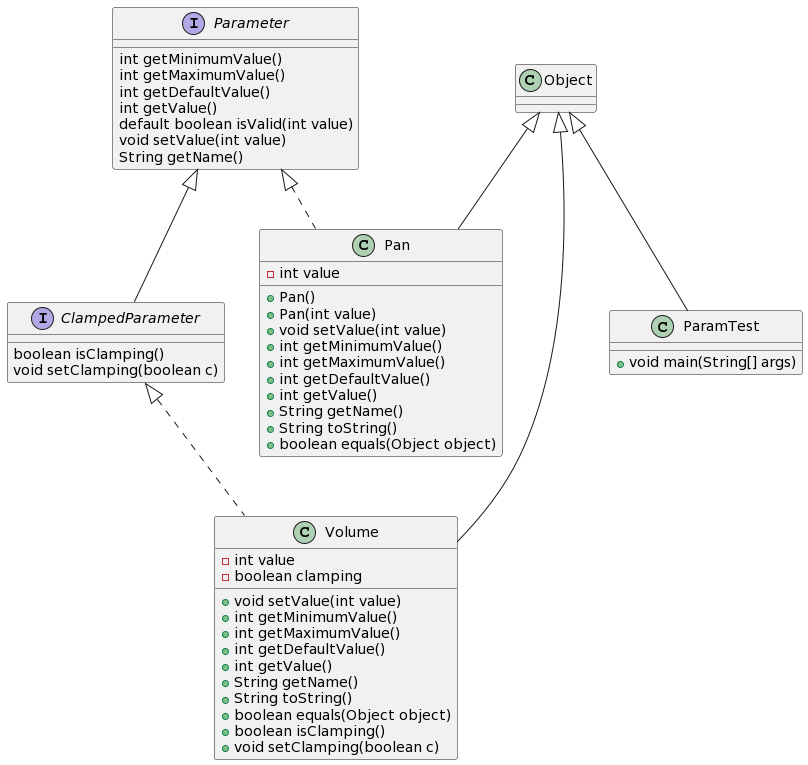 I Parameter
int getMinimumValue()
int getMaximumValue()
int getDefaultValue()
int getValue()
default boolean isValid(int value)
void setValue(int value)
String getName()
C Object
C Pan
int value
Pan()
Pan(int value)
void setValue(int value)
int getMinimumValue()
int getMaximumValue()
int getDefaultValue()
int getValue()
String getName()
String toString()
boolean equals(Object object)
I ClampedParameter
boolean isClamping()
void setClamping(boolean c)
C ParamTest
void main(String[] args)
C Volume
int value
boolean clamping
void setValue(int value)
int getMinimumValue()
int getMaximumValue()
int getDefaultValue()
int getValue()
String getName()
String toString()
boolean equals(Object object)
boolean isClamping()
void setClamping(boolean c)